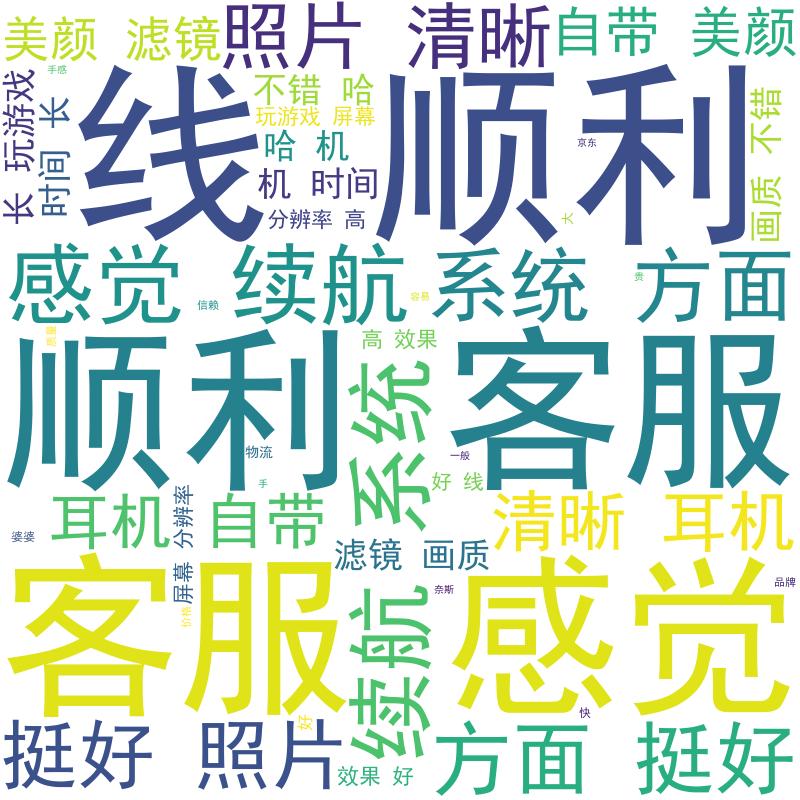 美颜 滤镜
照片 清晰
自带 美颜
手感
长 玩游戏
时间 长
线 顺利
不错 哈
玩游戏 屏幕
哈 机
机 时间
分辨率 高
京东
太
画质 不错
感觉 续航
系统 方面
信赖
容易
贵
质量
顺利 客服
高 效果
系统
物流
一般
手
好 线
耳机 自带
屏幕 分辨率
清晰 耳机
婆婆
滤镜 画质
客服 感觉
价格
奈斯
品牌
续航
快
好
挺好 照片
效果 好
方面 挺好